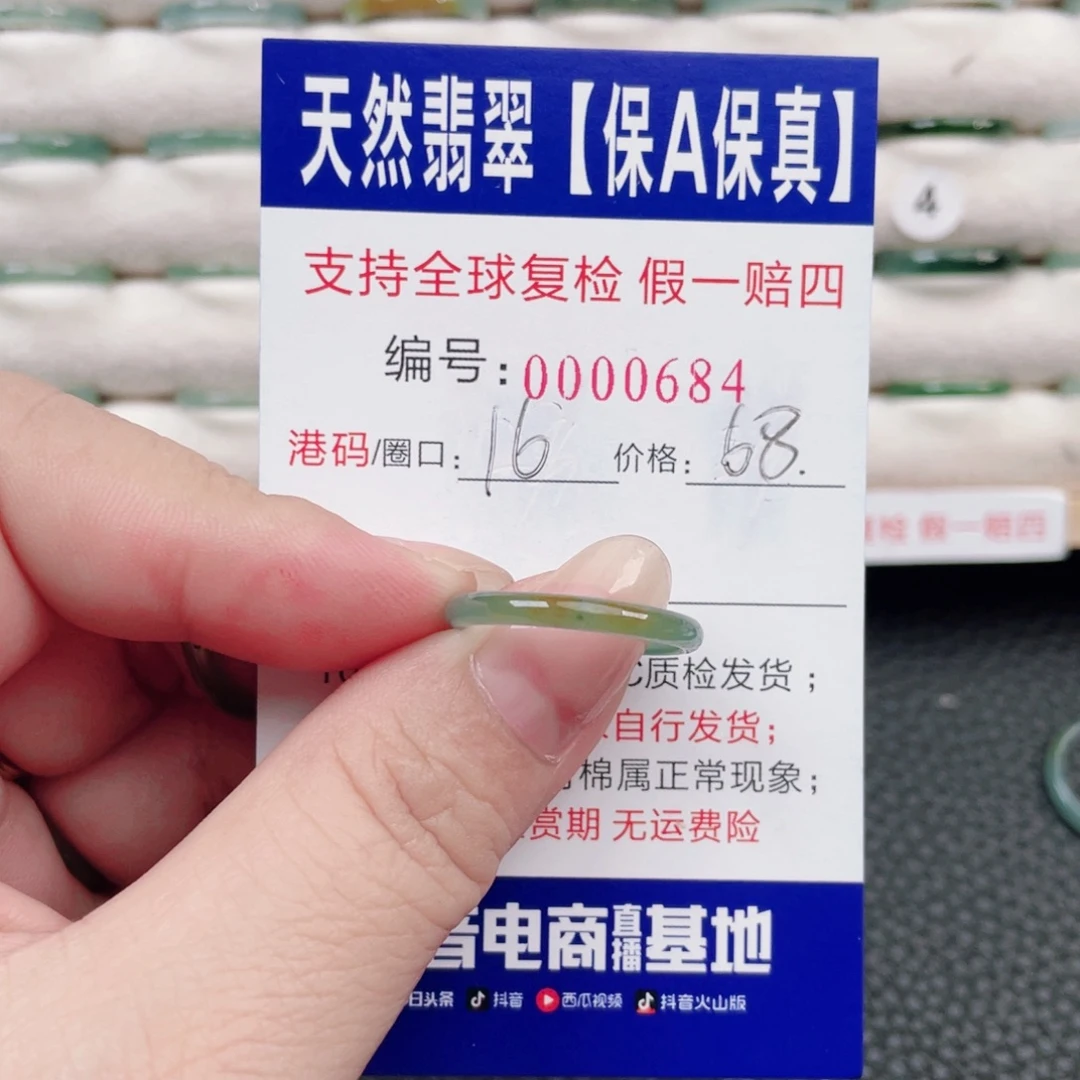 天然翡翠【保A保真】
支持全球复检 假一赔四
编号:0000684
港码/圈口: 16 价格: 68.
C质检发货；
自行发货；
棉属正常现象；
赏期 无运费险
音电商直播基地
日头条 抖音 西瓜视频 抖音火山版
4
检 假一赔四